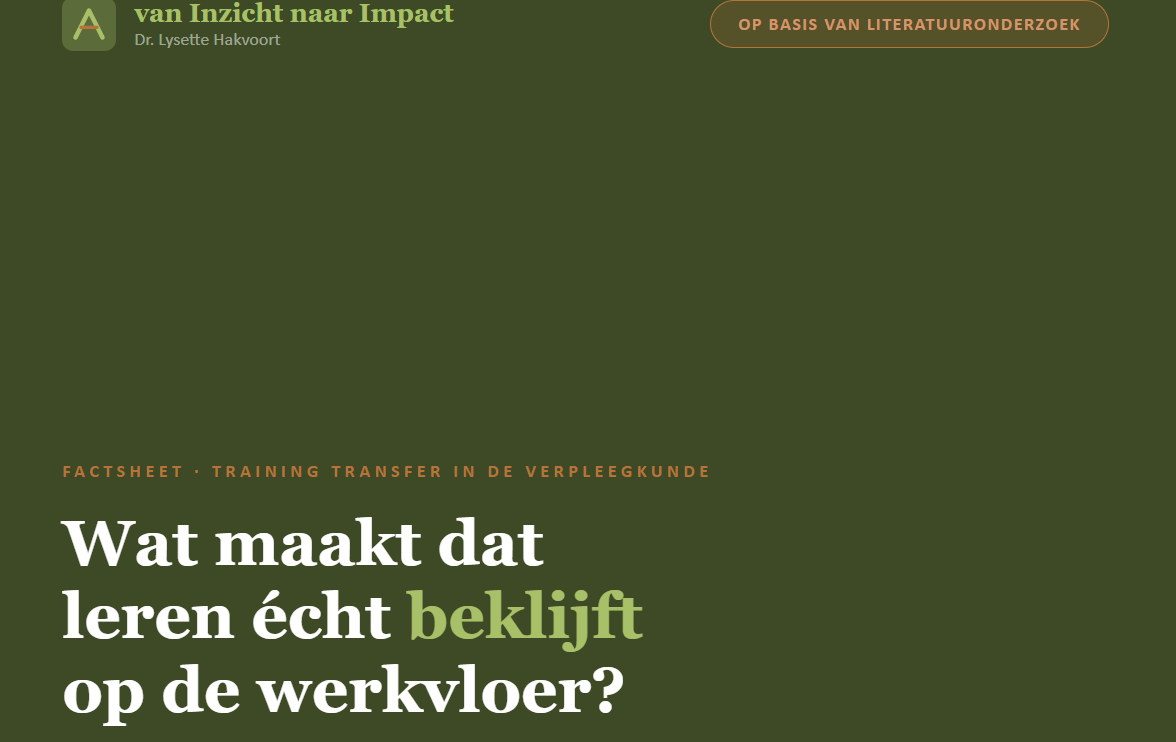 van Inzicht naar Impact
Dr. Lysette Hakvoort
OP BASIS VAN LITERATUURONDERZOEK
FACTSHEET · TRAINING TRANSFER IN DE VERPLEEGKUNDE
Wat maakt dat
leren écht beklijft
op de werkvloer?